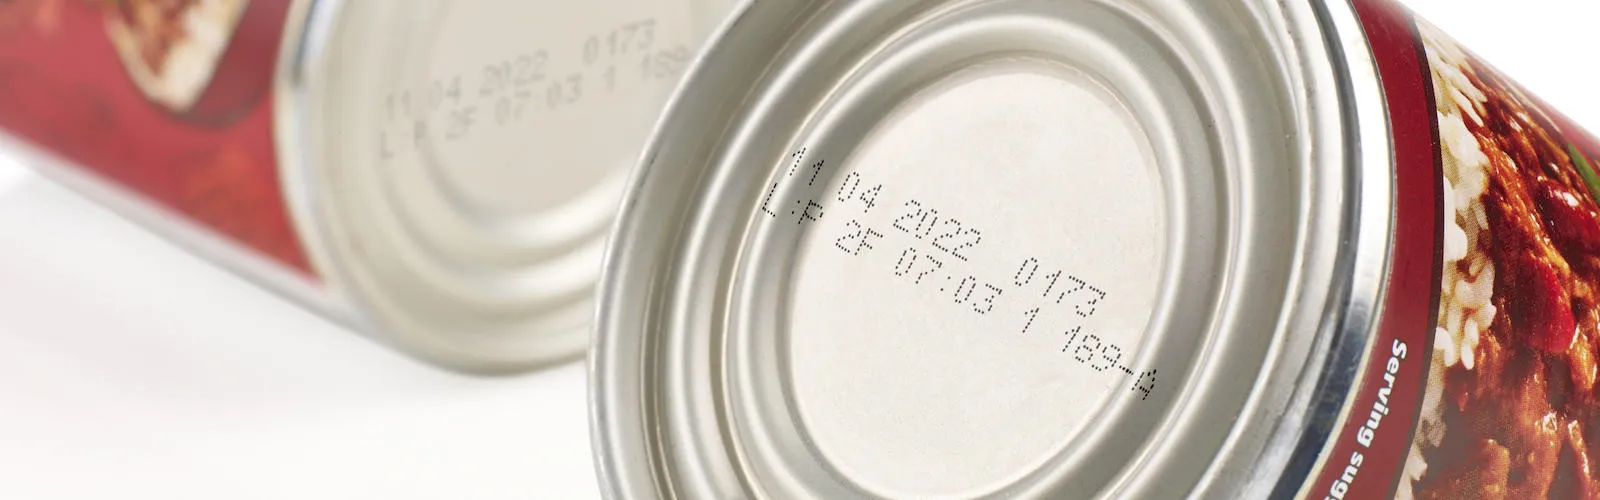 11 04 2022 0173
L:P 2F 07:03 1 189-A
11 04 2022 0173
L:P 2F 07:03 1 189
Serving sugg